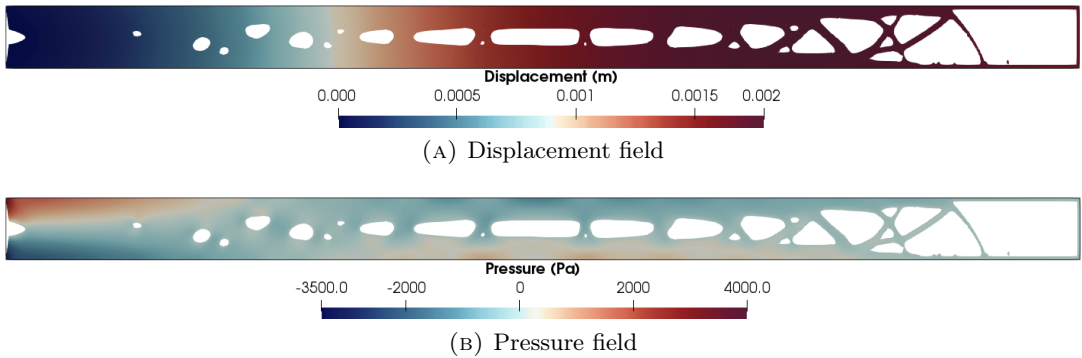 Displacement (m)
0.000 0.0005 0.001 0.0015 0.002
(A) Displacement field
Pressure (Pa)
-3500.0 -2000 0 2000 4000.0
(B) Pressure field